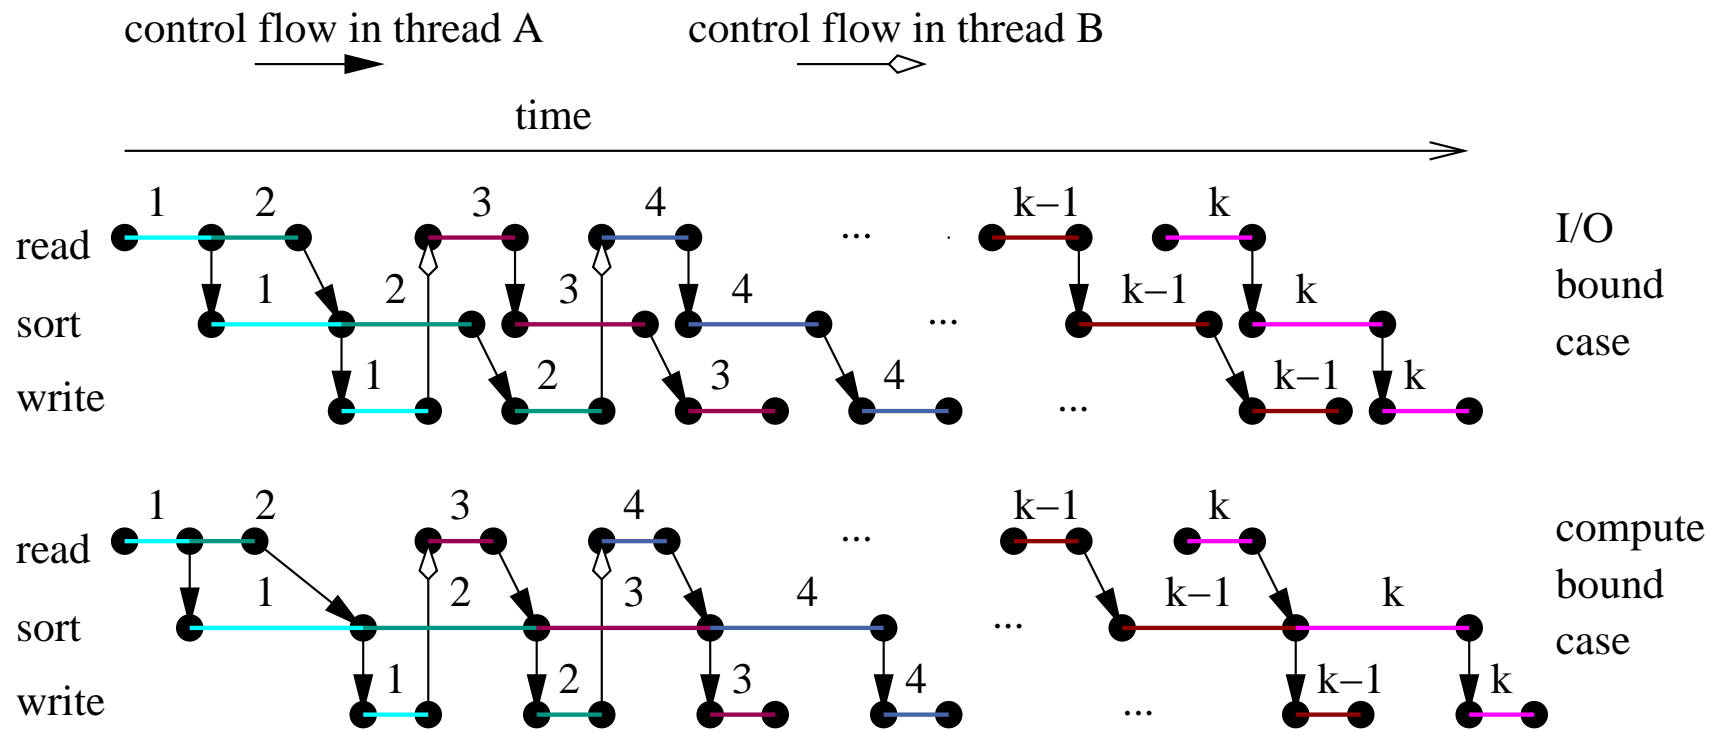 control flow in thread A control flow in thread B
time
1 2 3 4 k−1 k
read ... . I/O
1 2 3 4 k−1 k bound
sort ... case
1 2 3 4 k−1 k
write ...
1 2 3 4 k−1 k
read ... compute
1 2 3 4 k−1 k bound
sort ... case
1 2 3 4 k−1 k
write ...